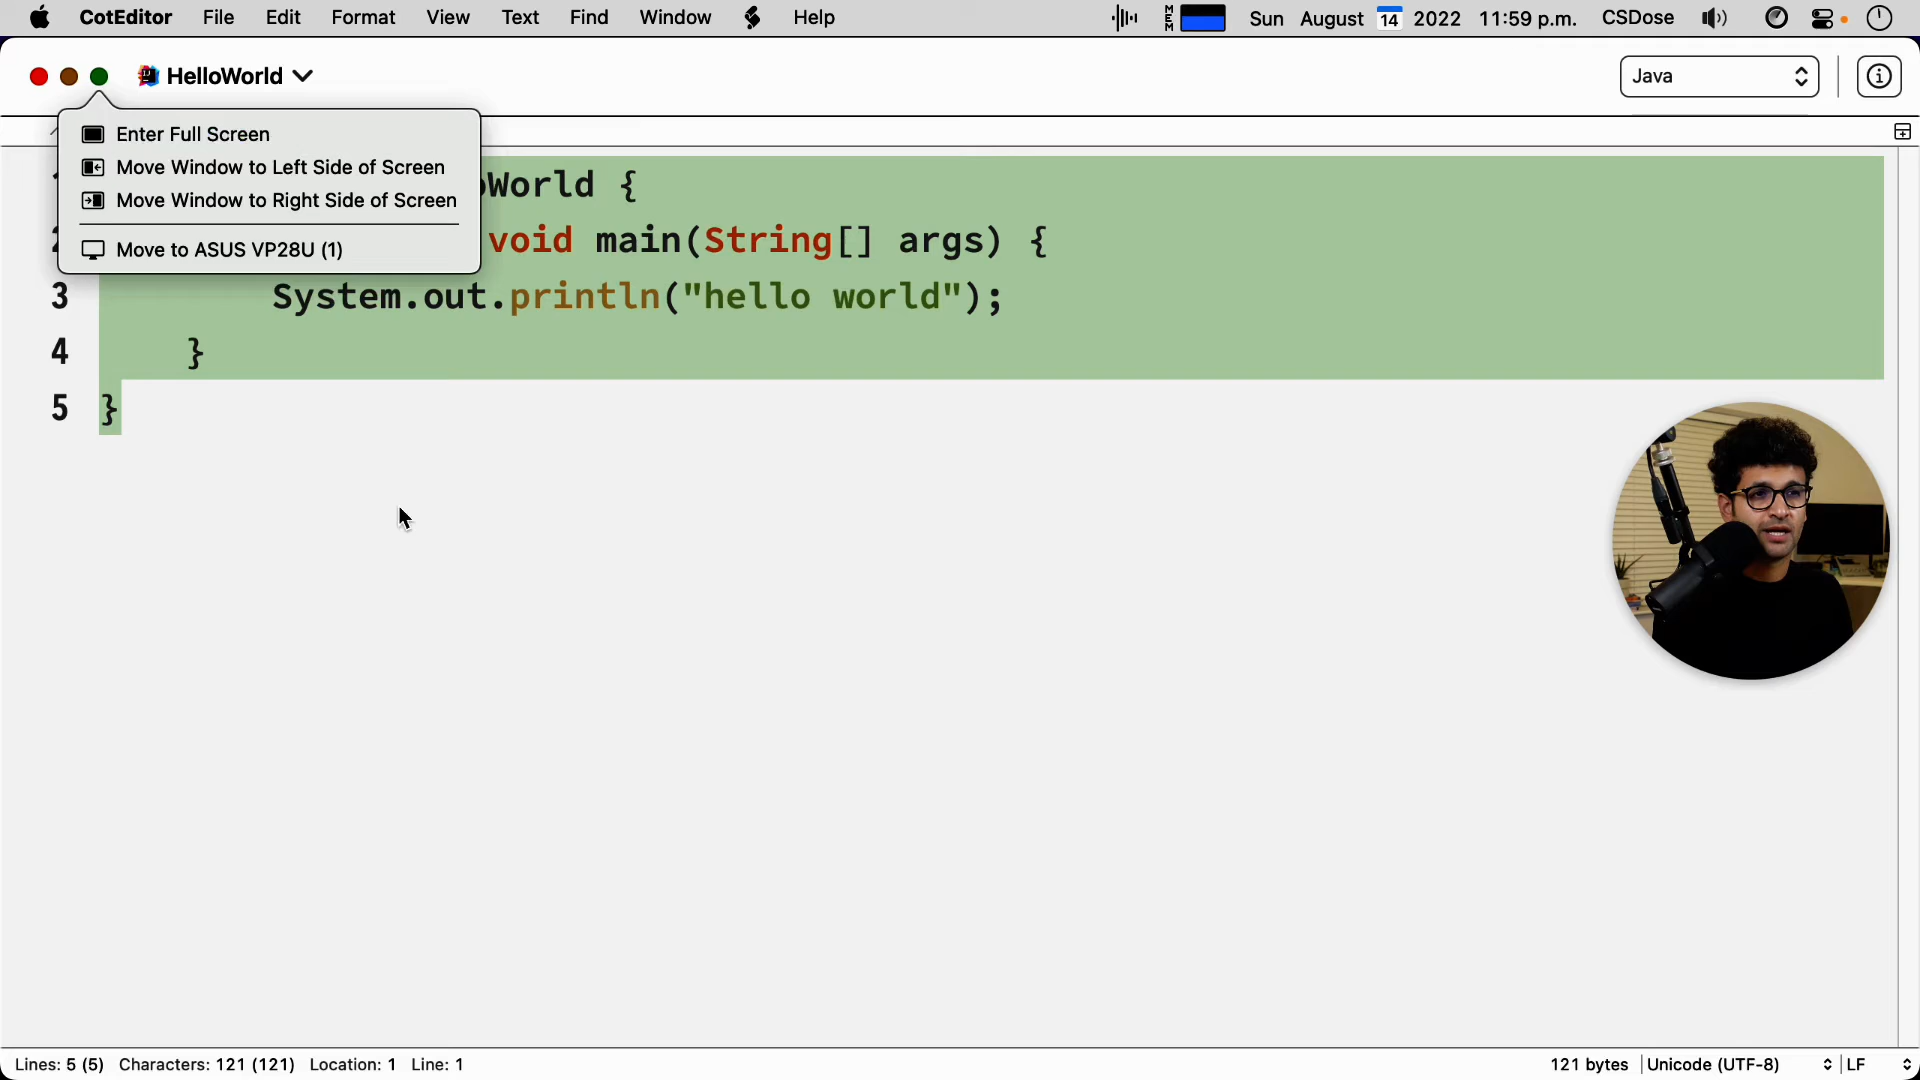 CotEditor File Edit Format View Text Find Window Help MEM Sun August 14 2022 11:59 p.m. CSDose
HelloWorld Java
Enter Full Screen
Move Window to Left Side of Screen
Move Window to Right Side of Screen
Move to ASUS VP28U (1)
World {
void main(String[] args) {
3 System.out.println("hello world");
4 }
5 }
Lines: 5 (5) Characters: 121 (121) Location: 1 Line: 1 121 bytes Unicode (UTF-8) LF